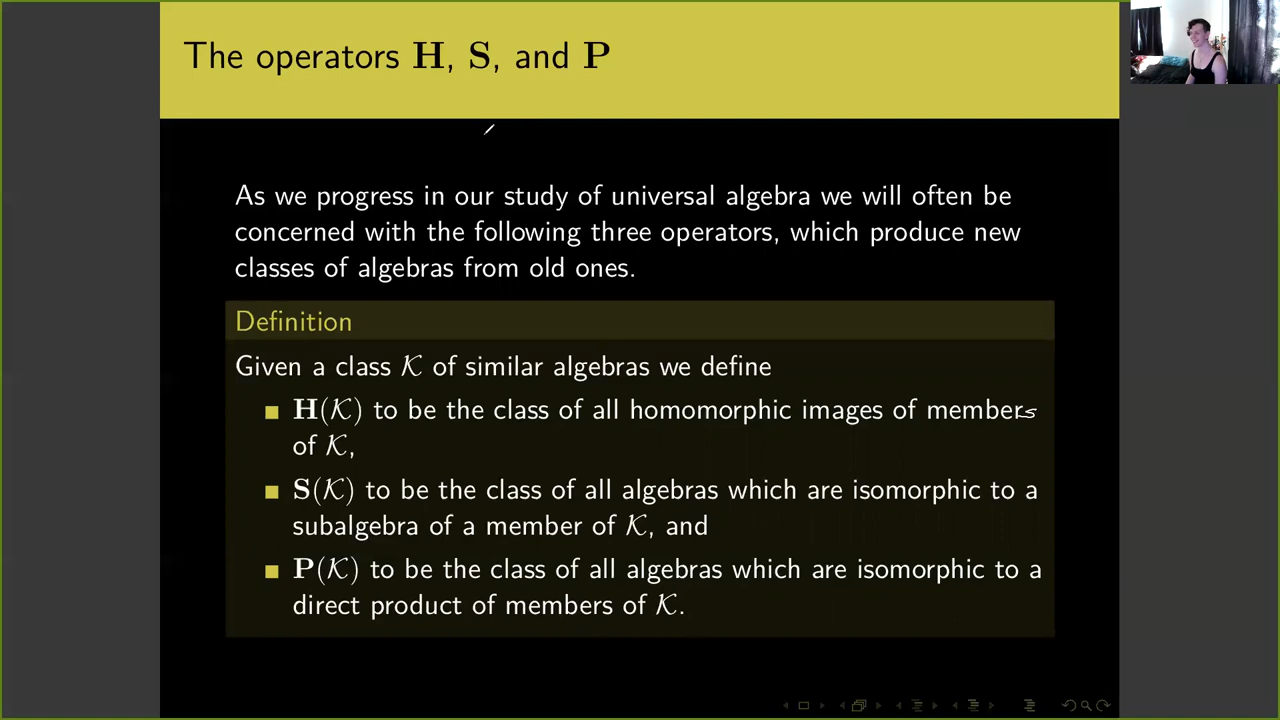 The operators H, S, and P
As we progress in our study of universal algebra we will often be
concerned with the following three operators, which produce new
classes of algebras from old ones.
Definition
Given a class 𝒦 of similar algebras we define
H(𝒦) to be the class of all homomorphic images of members
of 𝒦,
S(𝒦) to be the class of all algebras which are isomorphic to a
subalgebra of a member of 𝒦, and
P(𝒦) to be the class of all algebras which are isomorphic to a
direct product of members of 𝒦.